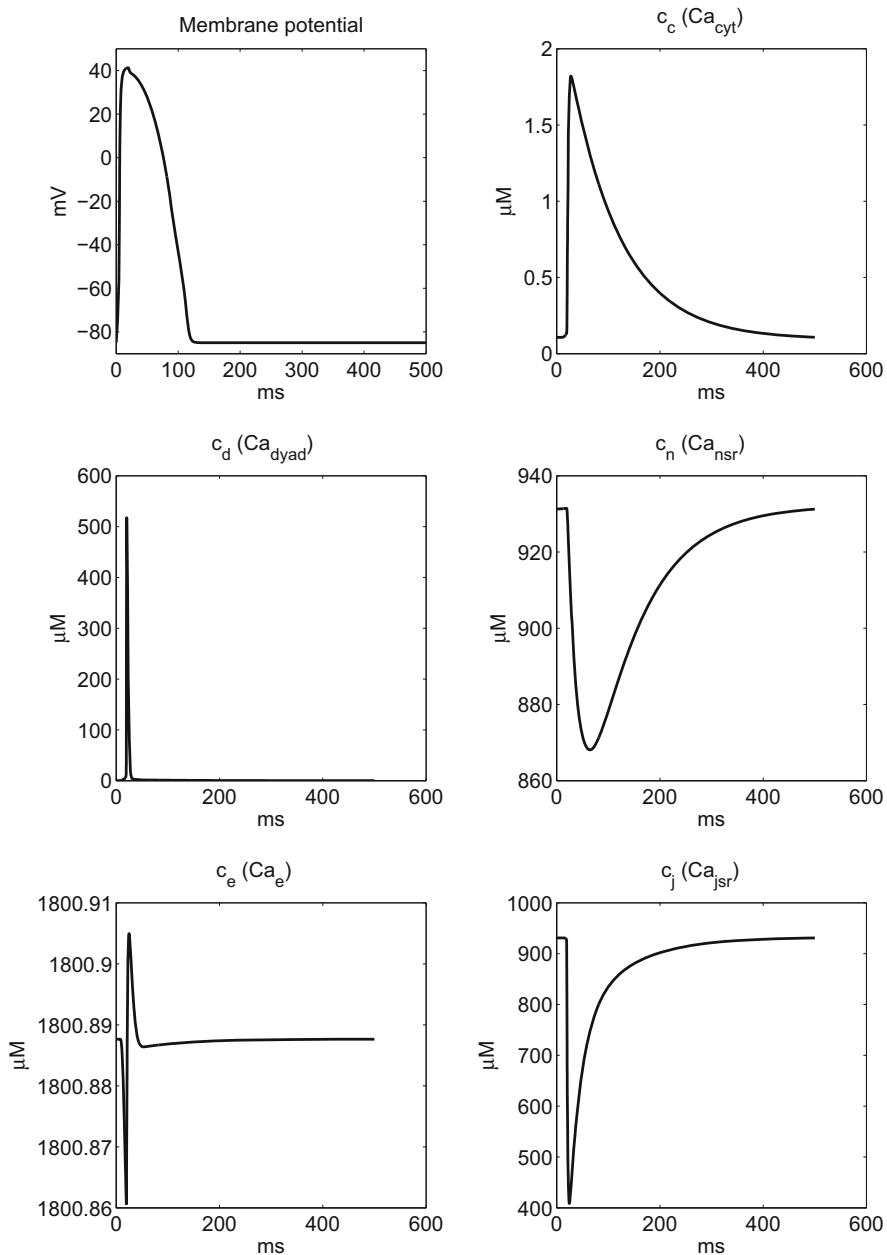 Membrane potential
40
20
0
−20
−40
−60
−80
mV
0 100 200 300 400 500
ms
c_c (Ca_cyt)
2
1.5
1
0.5
0
μM
0 200 400 600
ms
c_d (Ca_dyad)
600
500
400
300
200
100
0
μM
0 200 400 600
ms
c_n (Ca_nsr)
940
920
900
880
860
μM
0 200 400 600
ms
c_e (Ca_e)
1800.91
1800.9
1800.89
1800.88
1800.87
1800.86
μM
0 200 400 600
ms
c_j (Ca_jsr)
1000
900
800
700
600
500
400
μM
0 200 400 600
ms